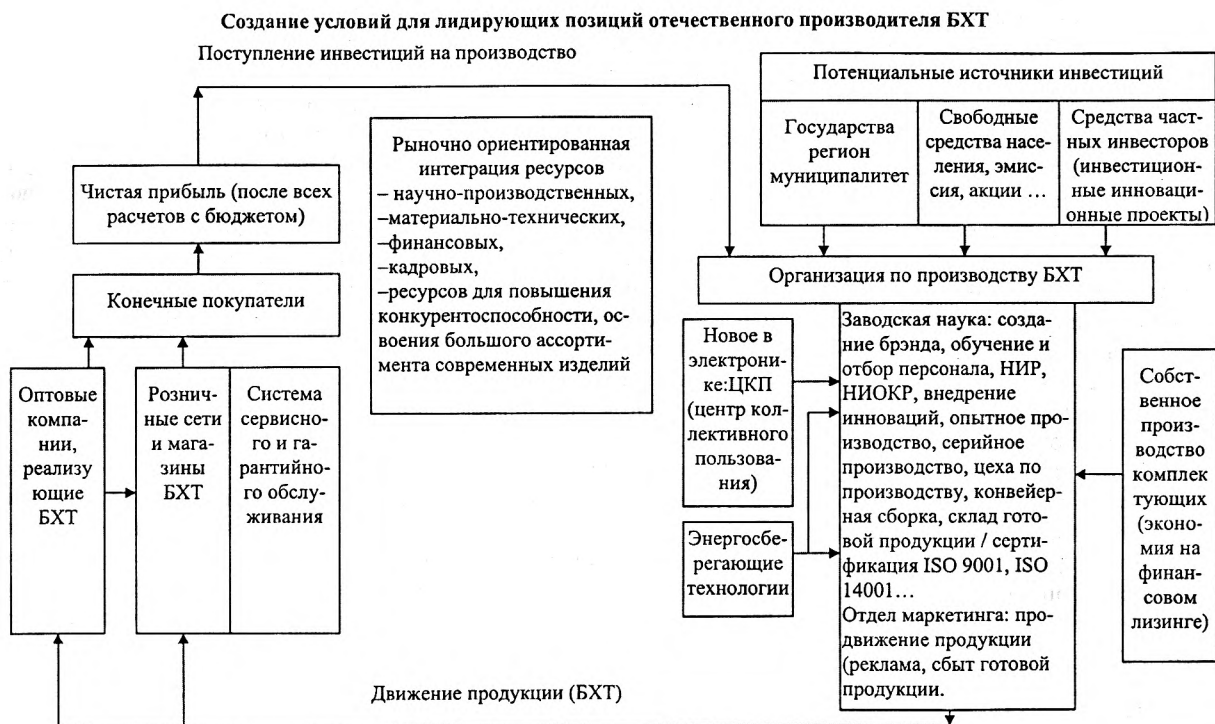 Создание условий для лидирующих позиций отечественного производителя БХТ
Поступление инвестиций на производство
Потенциальные источники инвестиций
Государства
регион
муниципалитет
Свободные
средства насе-
ления, эмис-
сия, акции ...
Средства част-
ных инвесторов
(инвестицион-
ные инноваци-
онные проекты)
Рыночно ориентированная
интеграция ресурсов
– научно-производственных,
–материально-технических,
–финансовых,
–кадровых,
–ресурсов для повышения
конкурентоспособности, ос-
воения большого ассорти-
мента современных изделий
Чистая прибыль (после всех
расчетов с бюджетом)
Конечные покупатели
Оптовые
компа-
нии,
реализу
ющие
БХТ
Рознич-
ные сети
и мага-
зины
БХТ
Система
сервисно-
го и га-
рантийно-
го обслу-
живания
Организация по производству БХТ
Новое в
электрони-
ке:ЦКП
(центр кол-
лективного
пользова-
ния)
Энергосбе-
регающие
технологии
Заводская наука: созда-
ние брэнда, обучение и
отбор персонала, НИР,
НИОКР, внедрение
инноваций, опытное про-
изводство, серийное
производство, цеха по
производству, конвейер-
ная сборка, склад гото-
вой продукции / серти-
фикация ISO 9001, ISO
14001…
Отдел маркетинга: про-
движение продукции
(реклама, сбыт готовой
продукции.
Собст-
венное
произ-
водство
комплек
тующих
(эконо-
мия на
финан-
совом
лизинге)
Движение продукции (БХТ)